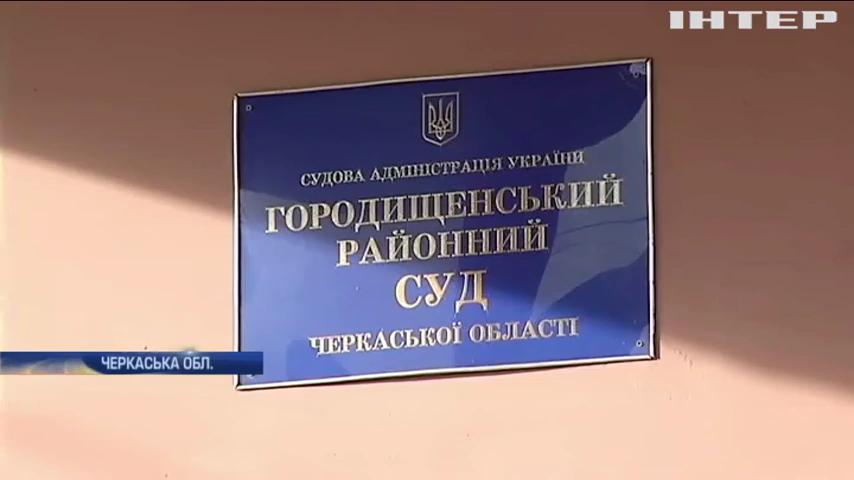 ІНТЕР
СУДОВА АДМІНІСТРАЦІЯ УКРАЇНИ
ГОРОДИЩЕНСЬКИЙ
РАЙОННИЙ
СУД
ЧЕРКАСЬКОЇ ОБЛАСТІ
ЧЕРКАСЬКА ОБЛ.